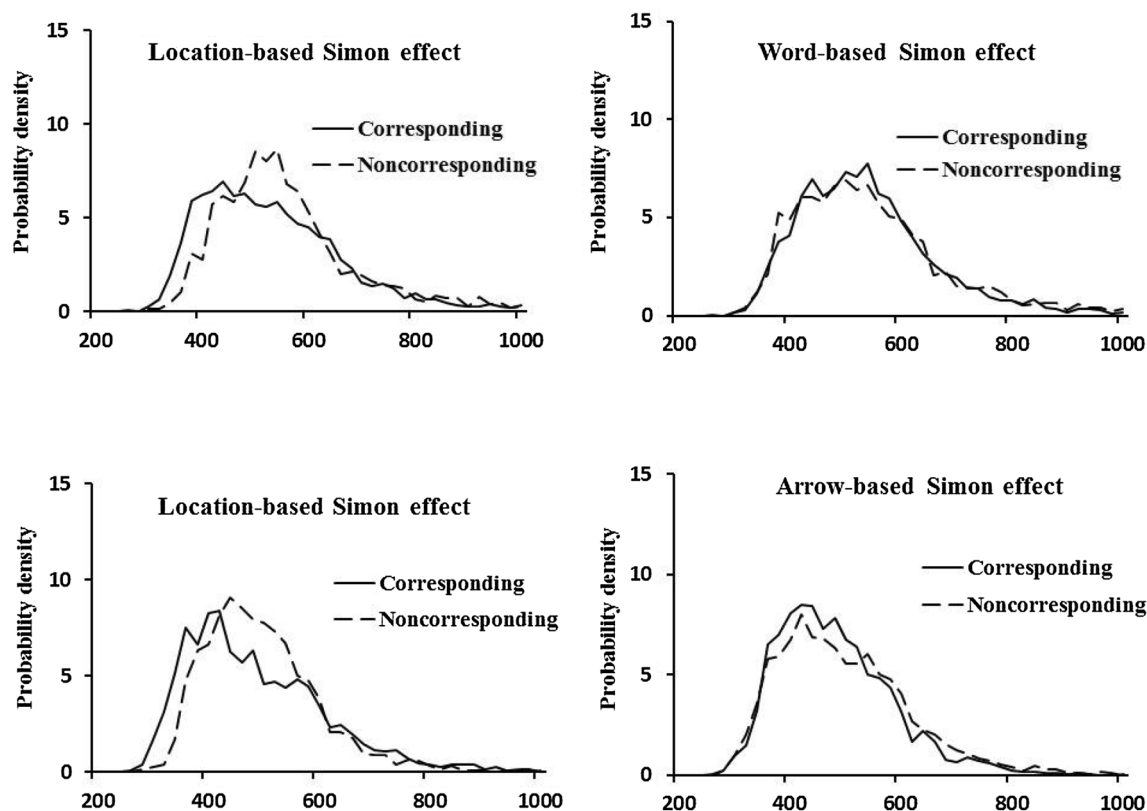 Location-based Simon effect
Probability density
15
10
5
0
Corresponding
Noncorresponding
200 400 600 800 1000
Word-based Simon effect
Probability density
15
10
5
0
Corresponding
Noncorresponding
200 400 600 800 1000
Location-based Simon effect
Probability density
15
10
5
0
Corresponding
Noncorresponding
200 400 600 800 1000
Arrow-based Simon effect
Probability density
15
10
5
0
Corresponding
Noncorresponding
200 400 600 800 1000